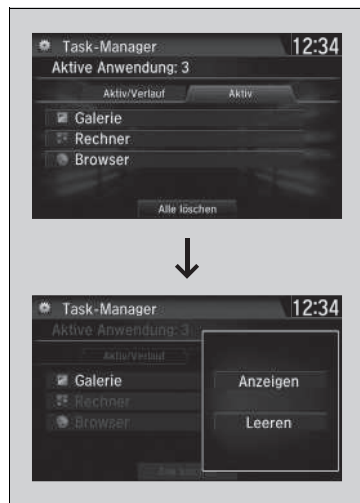 Task-Manager 12:34
Aktive Anwendung: 3
Aktiv/Verlauf Aktiv
Galerie
Rechner
Browser
Alle löschen
Task-Manager 12:34
Aktive Anwendung: 3
Aktiv/Verlauf
Galerie
Rechner
Browser
Anzeigen
Leeren